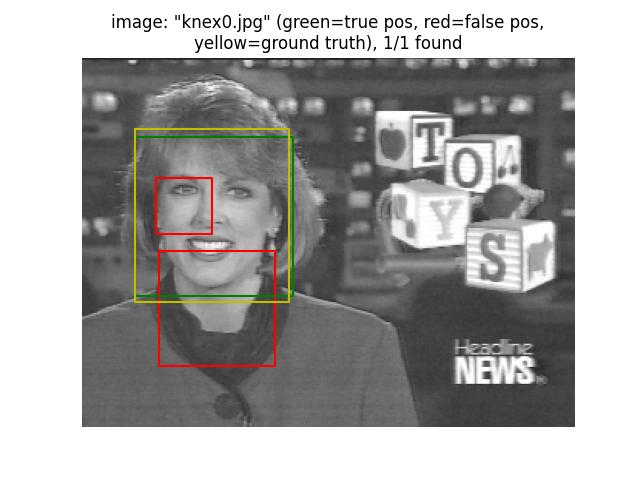 image: "knex0.jpg" (green=true pos, red=false pos,
yellow=ground truth), 1/1 found
T
O
Y
S
Headline
NEWS